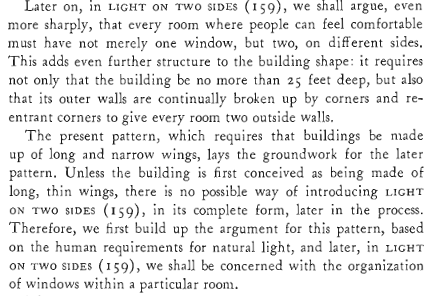 Later on, in LIGHT ON TWO SIDES (159), we shall argue, even
more sharply, that every room where people can feel comfortable
must have not merely one window, but two, on different sides.
This adds even further structure to the building shape: it requires
not only that the building be no more than 25 feet deep, but also
that its outer walls are continually broken up by corners and re-
entrant corners to give every room two outside walls.
The present pattern, which requires that buildings be made
up of long and narrow wings, lays the groundwork for the later
pattern. Unless the building is first conceived as being made of
long, thin wings, there is no possible way of introducing LIGHT
ON TWO SIDES (159), in its complete form, later in the process.
Therefore, we first build up the argument for this pattern, based
on the human requirements for natural light, and later, in LIGHT
ON TWO SIDES (159), we shall be concerned with the organization
of windows within a particular room.